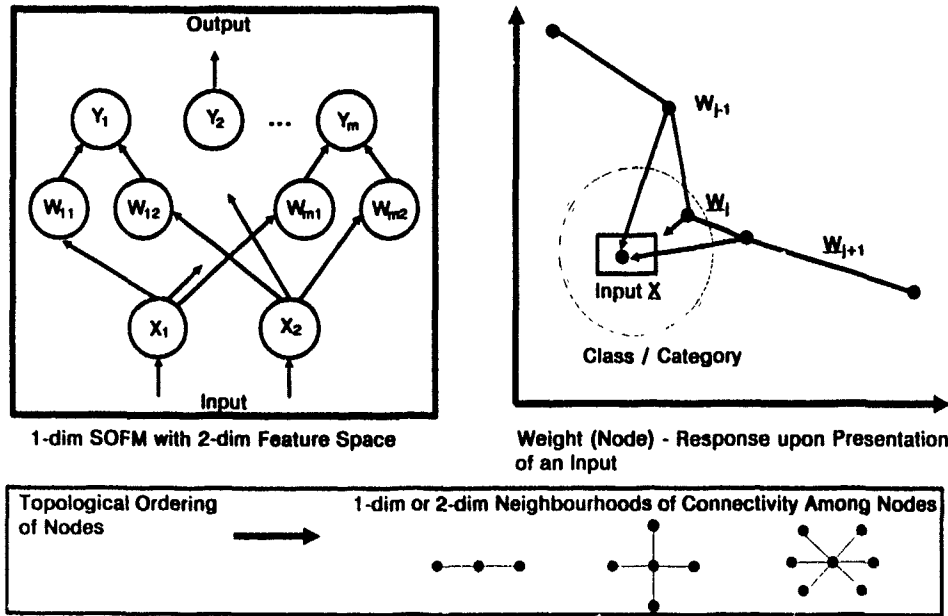 Output
Y1
Y2
...
Ym
W11
W12
Wm1
Wm2
X1
X2
Input
1-dim SOFM with 2-dim Feature Space
Wj-1
Wj
Wj+1
Input X
Class / Category
Weight (Node) - Response upon Presentation
of an Input
Topological Ordering
of Nodes
1-dim or 2-dim Neighbourhoods of Connectivity Among Nodes